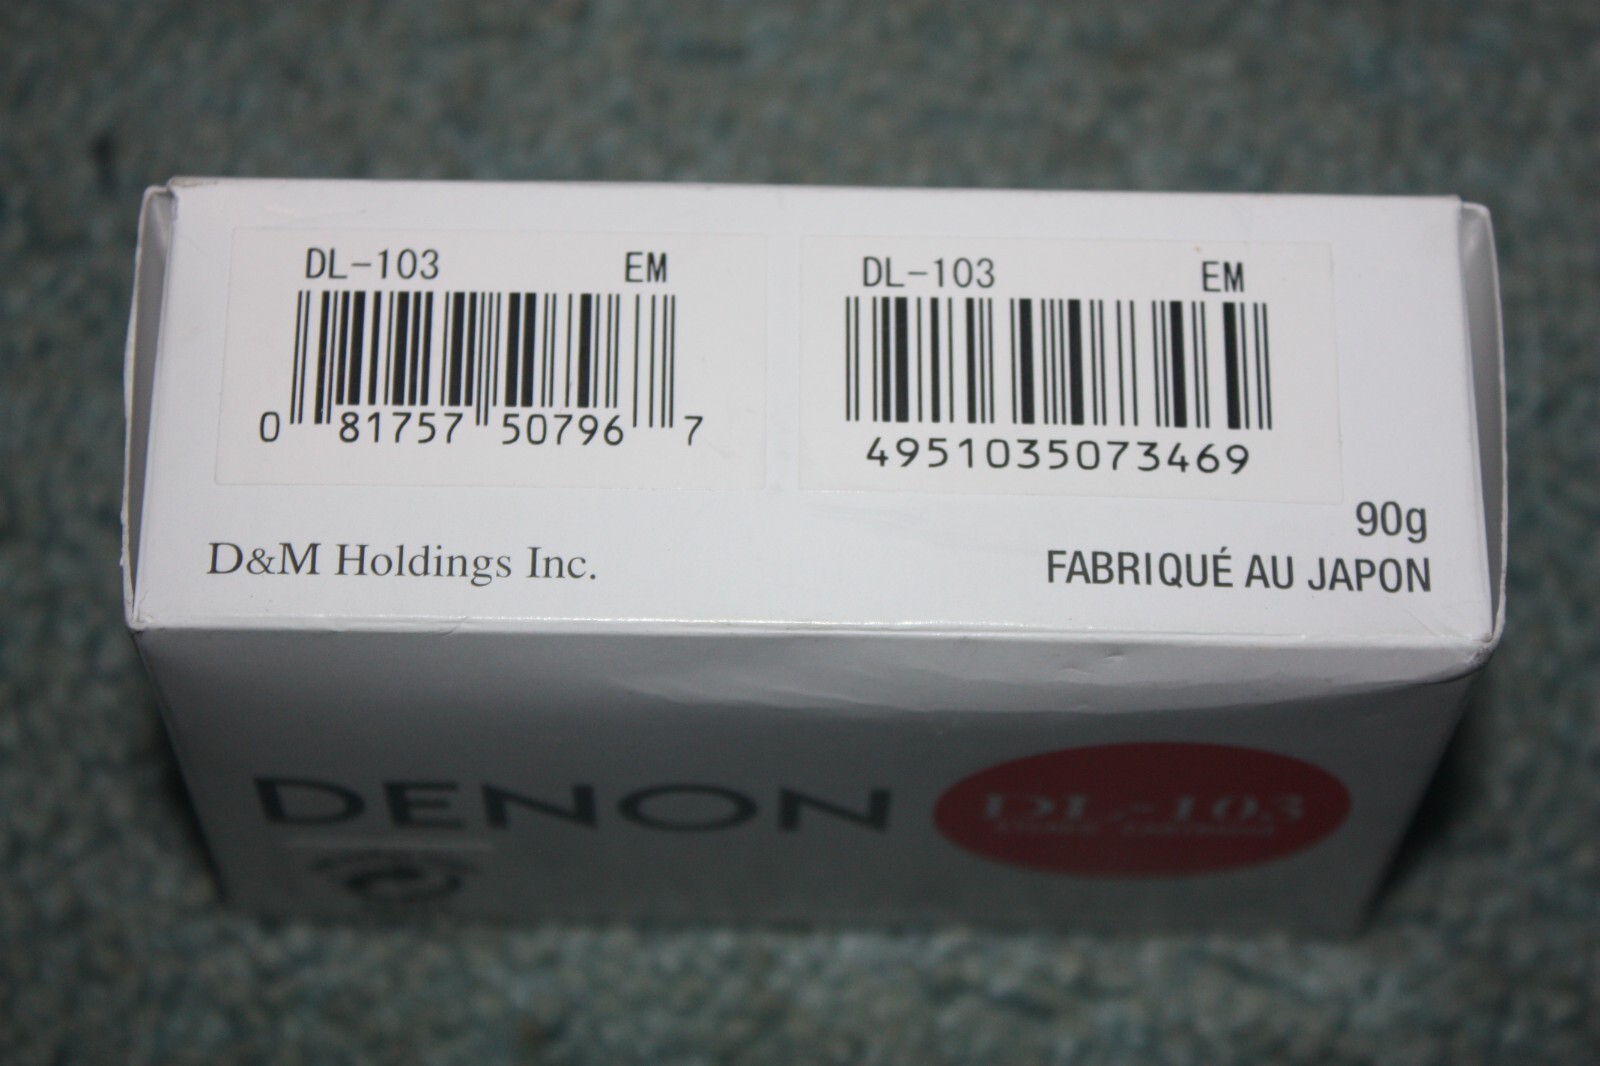 DL-103 EM
0 81757 50796 7
DL-103 EM
4951035073469
90g
D&M Holdings Inc.
FABRIQUÉ AU JAPON
DENON
DL-103